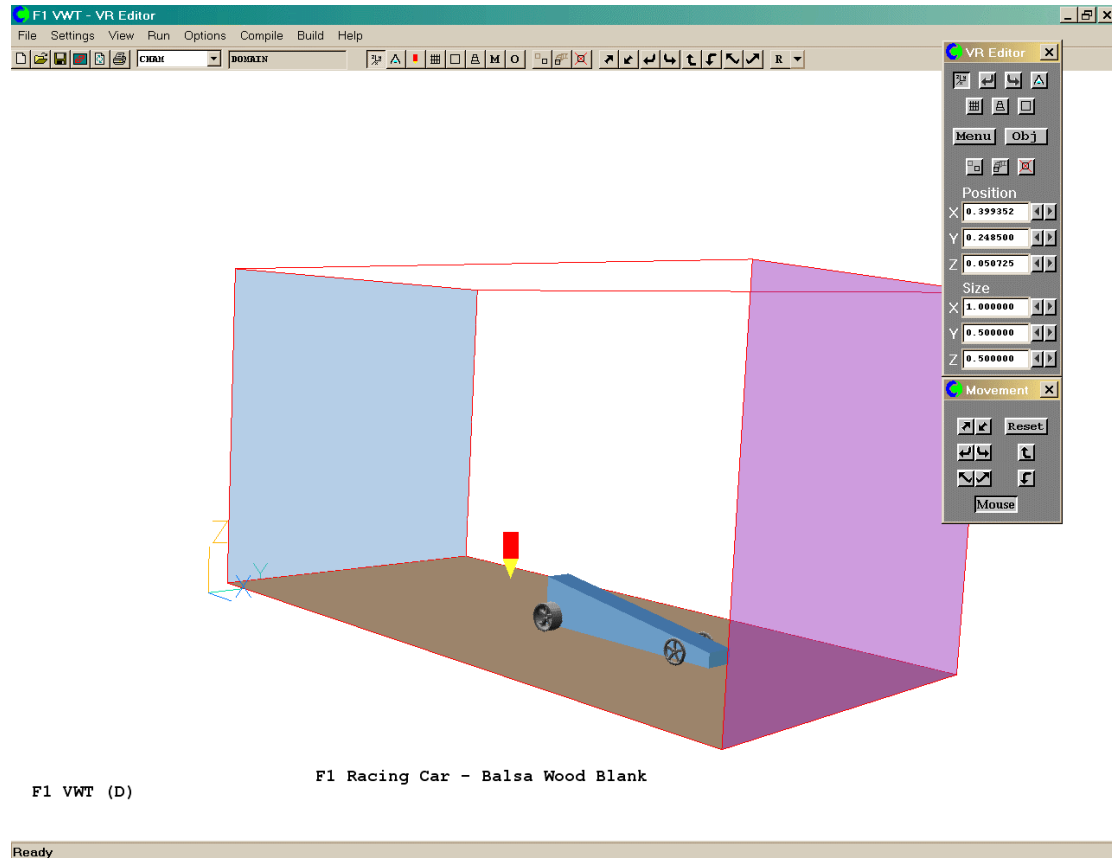 F1 VWT - VR Editor
File Settings View Run Options Compile Build Help
CHAM DOMAIN M O R
VR Editor
Menu Obj
Position
X 0.399352
Y 0.248500
Z 0.050725
Size
X 1.000000
Y 0.500000
Z 0.500000
Movement
Reset
Mouse
Z
Y
X
F1 Racing Car - Balsa Wood Blank
F1 VWT (D)
Ready